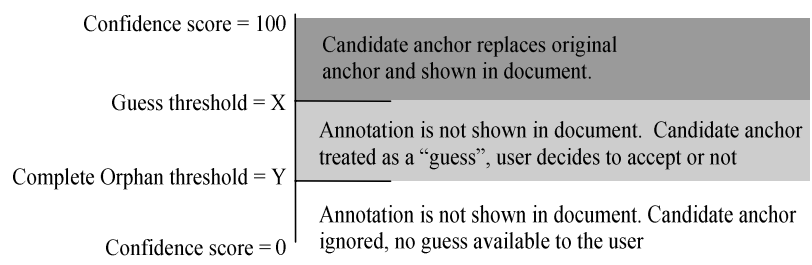 Confidence score = 100
Candidate anchor replaces original
anchor and shown in document.
Guess threshold = X
Annotation is not shown in document.  Candidate anchor
treated as a “guess”, user decides to accept or not
Complete Orphan threshold = Y
Annotation is not shown in document. Candidate anchor
ignored, no guess available to the user
Confidence score = 0